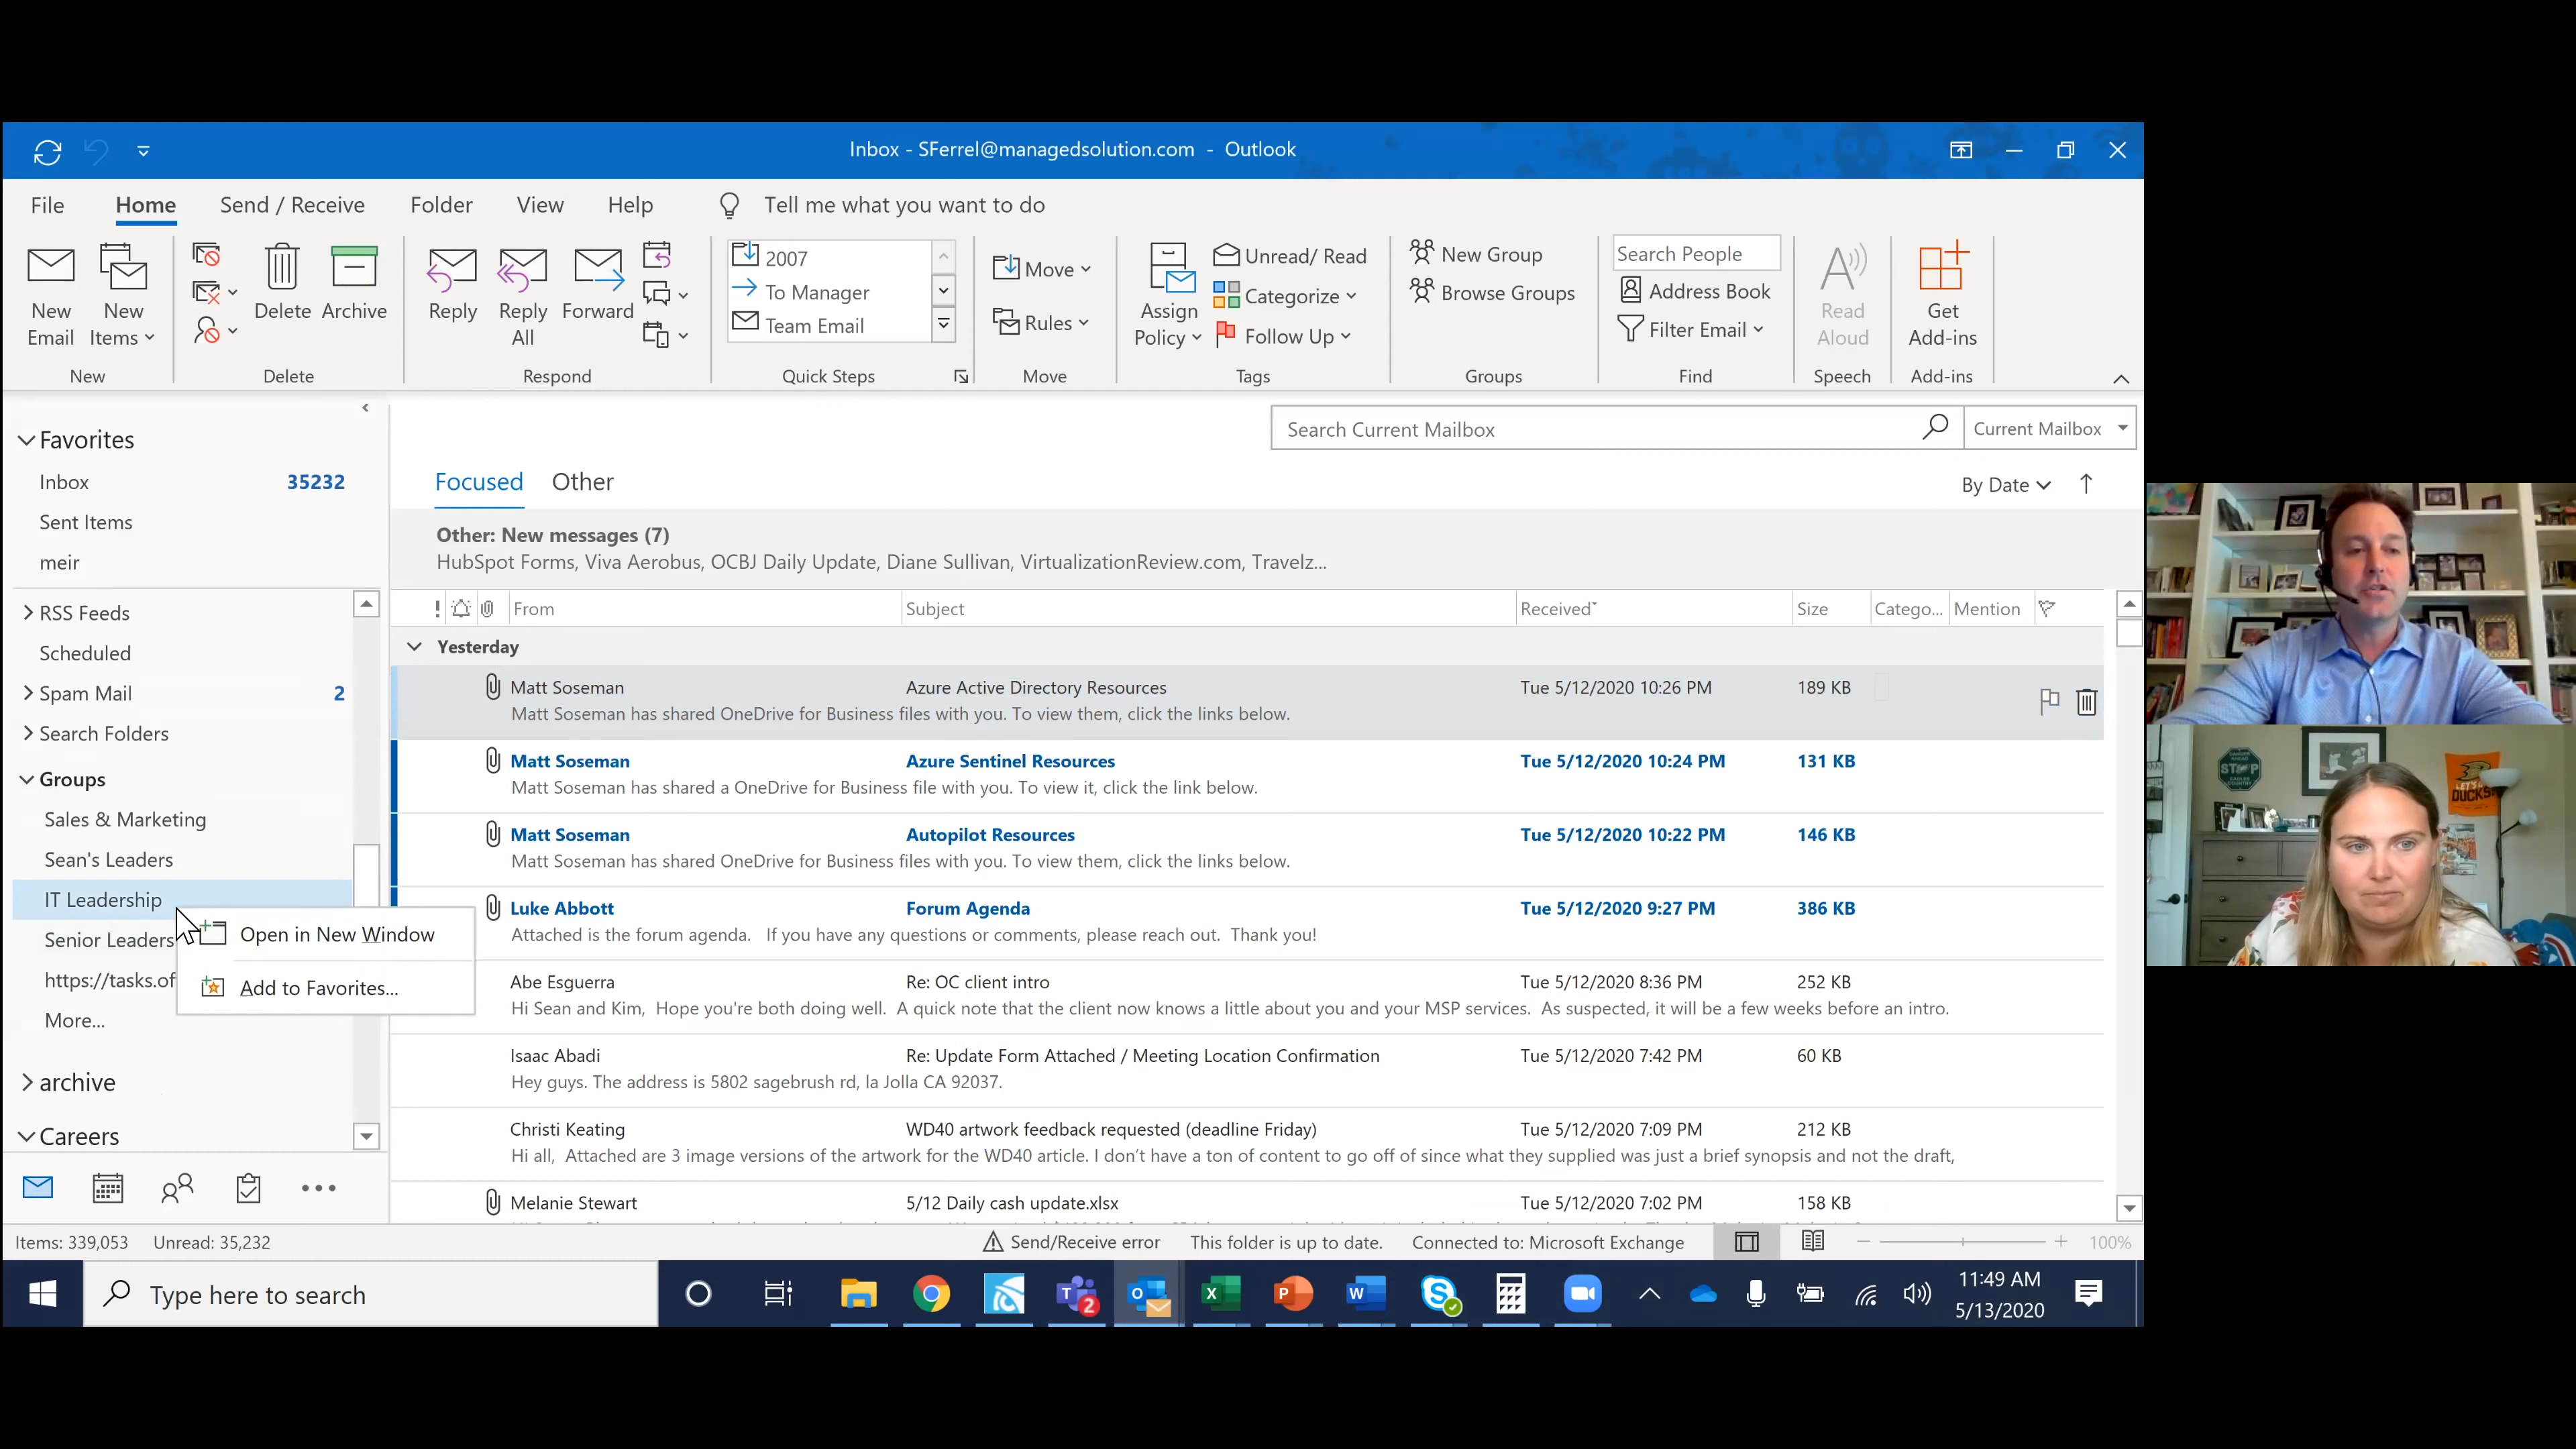 Inbox - SFerrel@managedsolution.com - Outlook
File Home Send / Receive Folder View Help Tell me what you want to do
New Email
New Items
New
Delete
Archive
Delete
Reply
Reply All
Forward
Respond
2007
To Manager
Team Email
Quick Steps
Move
Rules
Move
Assign Policy
Unread/ Read
Categorize
Follow Up
Tags
New Group
Browse Groups
Groups
Search People
Address Book
Filter Email
Find
Read Aloud
Speech
Get Add-ins
Add-ins
Favorites
Inbox 35232
Sent Items
meir
RSS Feeds
Scheduled
Spam Mail 2
Search Folders
Groups
Sales & Marketing
Sean's Leaders
IT Leadership
Senior Leaders
https://tasks.of
More...
archive
Careers
Open in New Window
Add to Favorites...
Search Current Mailbox Current Mailbox
Focused Other By Date
Other: New messages (7)
HubSpot Forms, Viva Aerobus, OCBJ Daily Update, Diane Sullivan, VirtualizationReview.com, Travelz...
! From Subject Received Size Catego... Mention
Yesterday
Matt Soseman Azure Active Directory Resources Tue 5/12/2020 10:26 PM 189 KB
Matt Soseman has shared OneDrive for Business files with you. To view them, click the links below.
Matt Soseman Azure Sentinel Resources Tue 5/12/2020 10:24 PM 131 KB
Matt Soseman has shared a OneDrive for Business file with you. To view it, click the link below.
Matt Soseman Autopilot Resources Tue 5/12/2020 10:22 PM 146 KB
Matt Soseman has shared OneDrive for Business files with you. To view them, click the links below.
Luke Abbott Forum Agenda Tue 5/12/2020 9:27 PM 386 KB
Attached is the forum agenda. If you have any questions or comments, please reach out. Thank you!
Abe Esguerra Re: OC client intro Tue 5/12/2020 8:36 PM 252 KB
Hi Sean and Kim, Hope you're both doing well. A quick note that the client now knows a little about you and your MSP services. As suspected, it will be a few weeks before an intro.
Isaac Abadi Re: Update Form Attached / Meeting Location Confirmation Tue 5/12/2020 7:42 PM 60 KB
Hey guys. The address is 5802 sagebrush rd, la Jolla CA 92037.
Christi Keating WD40 artwork feedback requested (deadline Friday) Tue 5/12/2020 7:09 PM 212 KB
Hi all, Attached are 3 image versions of the artwork for the WD40 article. I don't have a ton of content to go off of since what they supplied was just a brief synopsis and not the draft,
Melanie Stewart 5/12 Daily cash update.xlsx Tue 5/12/2020 7:02 PM 158 KB
Items: 339,053 Unread: 35,232 Send/Receive error This folder is up to date. Connected to: Microsoft Exchange 100%
Type here to search
T 2
O
X
P
W
S
11:49 AM
5/13/2020
STOP
LET'S
DUCKS